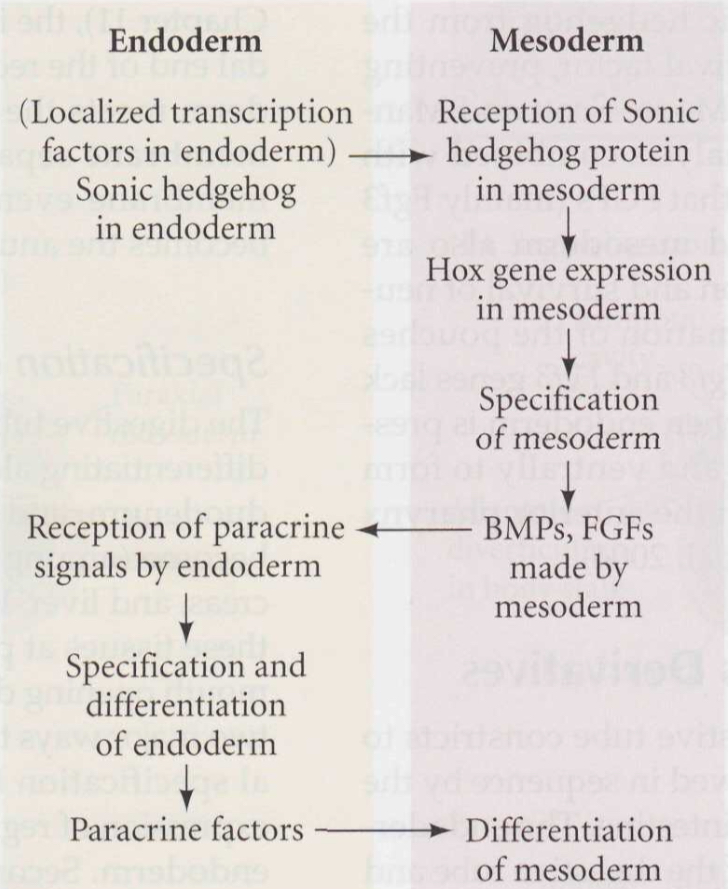 Endoderm
Mesoderm
(Localized transcription
factors in endoderm)
Sonic hedgehog
in endoderm
Reception of Sonic
hedgehog protein
in mesoderm
Hox gene expression
in mesoderm
Specification
of mesoderm
BMPs, FGFs
made by
mesoderm
Reception of paracrine
signals by endoderm
Specification and
differentiation
of endoderm
Paracrine factors
Differentiation
of mesoderm